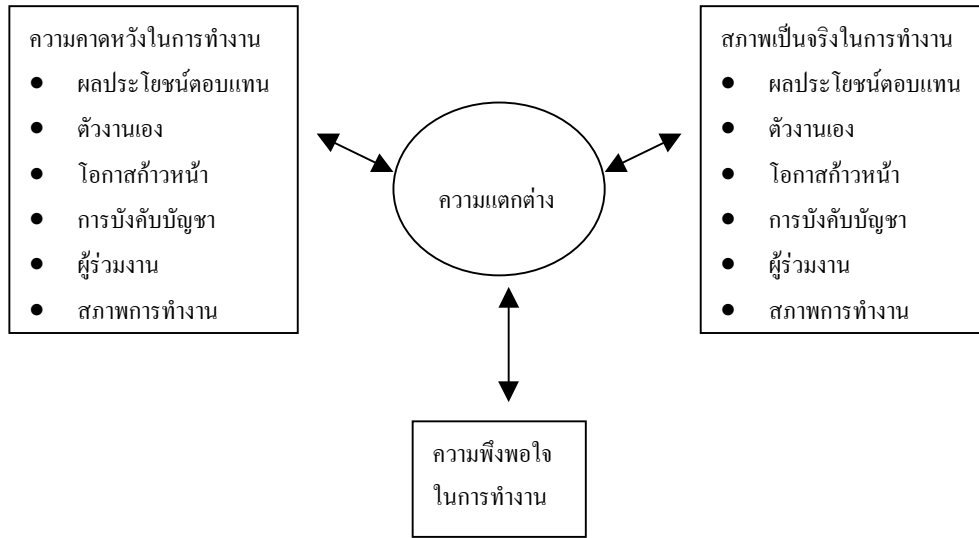 ความคาดหวังในการทำงาน
● ผลประโยชน์ตอบแทน
● ตัวงานเอง
● โอกาสก้าวหน้า
● การบังคับบัญชา
● ผู้ร่วมงาน
● สภาพการทำงาน
ความแตกต่าง
สภาพเป็นจริงในการทำงาน
● ผลประโยชน์ตอบแทน
● ตัวงานเอง
● โอกาสก้าวหน้า
● การบังคับบัญชา
● ผู้ร่วมงาน
● สภาพการทำงาน
ความพึงพอใจ
ในการทำงาน